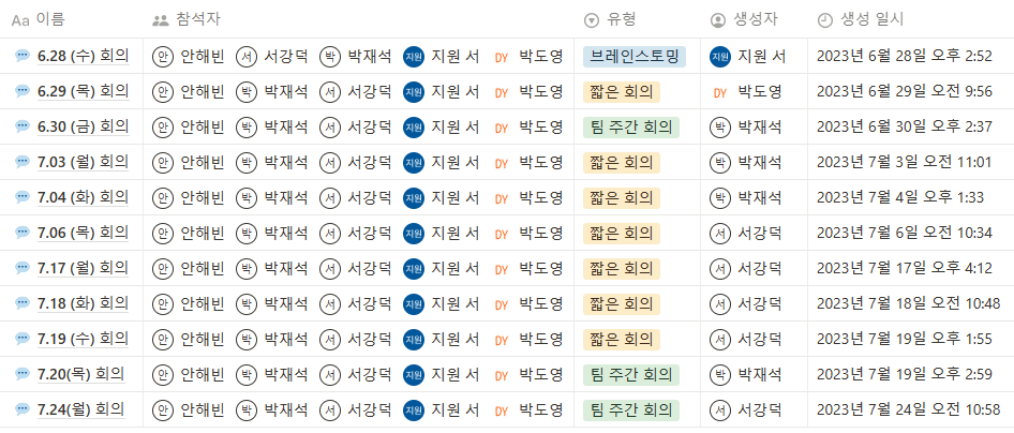 Aa 이름 참석자 유형 생성자 생성 일시
6.28 (수) 회의 안 안해빈 서 서강덕 박 박재석 지원 지원 서 DY 박도영 브레인스토밍 지원 지원 서 2023년 6월 28일 오후 2:52
6.29 (목) 회의 안 안해빈 박 박재석 서 서강덕 지원 지원 서 DY 박도영 짧은 회의 DY 박도영 2023년 6월 29일 오전 9:56
6.30 (금) 회의 안 안해빈 박 박재석 서 서강덕 지원 지원 서 DY 박도영 팀 주간 회의 박 박재석 2023년 6월 30일 오후 2:37
7.03 (월) 회의 안 안해빈 박 박재석 서 서강덕 지원 지원 서 DY 박도영 짧은 회의 박 박재석 2023년 7월 3일 오전 11:01
7.04 (화) 회의 안 안해빈 박 박재석 서 서강덕 지원 지원 서 DY 박도영 짧은 회의 박 박재석 2023년 7월 4일 오후 1:33
7.06 (목) 회의 안 안해빈 박 박재석 서 서강덕 지원 지원 서 DY 박도영 짧은 회의 서 서강덕 2023년 7월 6일 오전 10:34
7.17 (월) 회의 안 안해빈 박 박재석 서 서강덕 지원 지원 서 DY 박도영 짧은 회의 서 서강덕 2023년 7월 17일 오후 4:12
7.18 (화) 회의 안 안해빈 박 박재석 서 서강덕 지원 지원 서 DY 박도영 짧은 회의 서 서강덕 2023년 7월 18일 오전 10:48
7.19 (수) 회의 안 안해빈 박 박재석 서 서강덕 지원 지원 서 DY 박도영 짧은 회의 서 서강덕 2023년 7월 19일 오후 1:55
7.20(목) 회의 안 안해빈 박 박재석 서 서강덕 지원 지원 서 DY 박도영 팀 주간 회의 박 박재석 2023년 7월 19일 오후 2:59
7.24(월) 회의 안 안해빈 박 박재석 서 서강덕 지원 지원 서 DY 박도영 팀 주간 회의 서 서강덕 2023년 7월 24일 오전 10:58